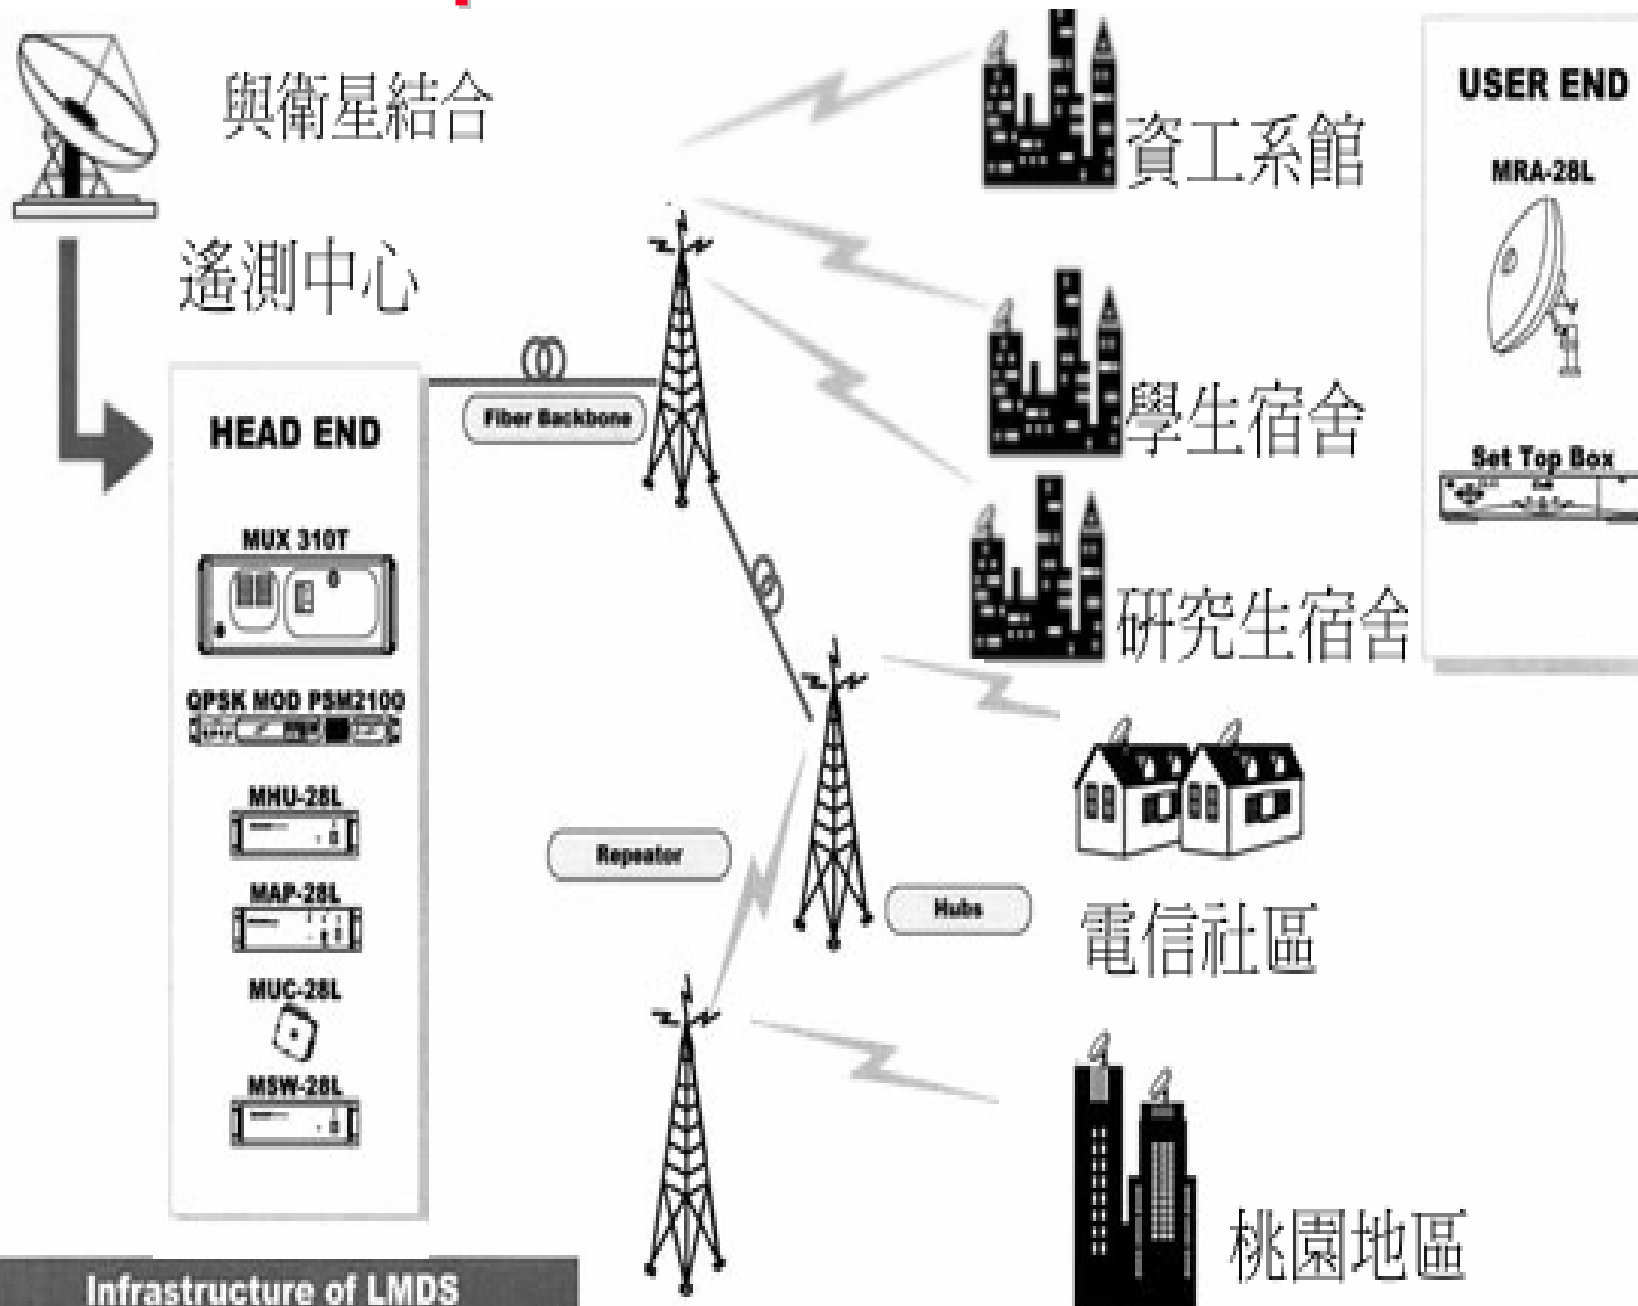 與衛星結合
遙測中心
HEAD END
MUX 310T
QPSK MOD PSM2100
MHU-28L
MAP-28L
MUC-28L
MSW-28L
Infrastructure of LMDS
Fiber Backbone
Repeator
Hubs
資工系館
學生宿舍
研究生宿舍
電信社區
桃園地區
USER END
MRA-28L
Set Top Box